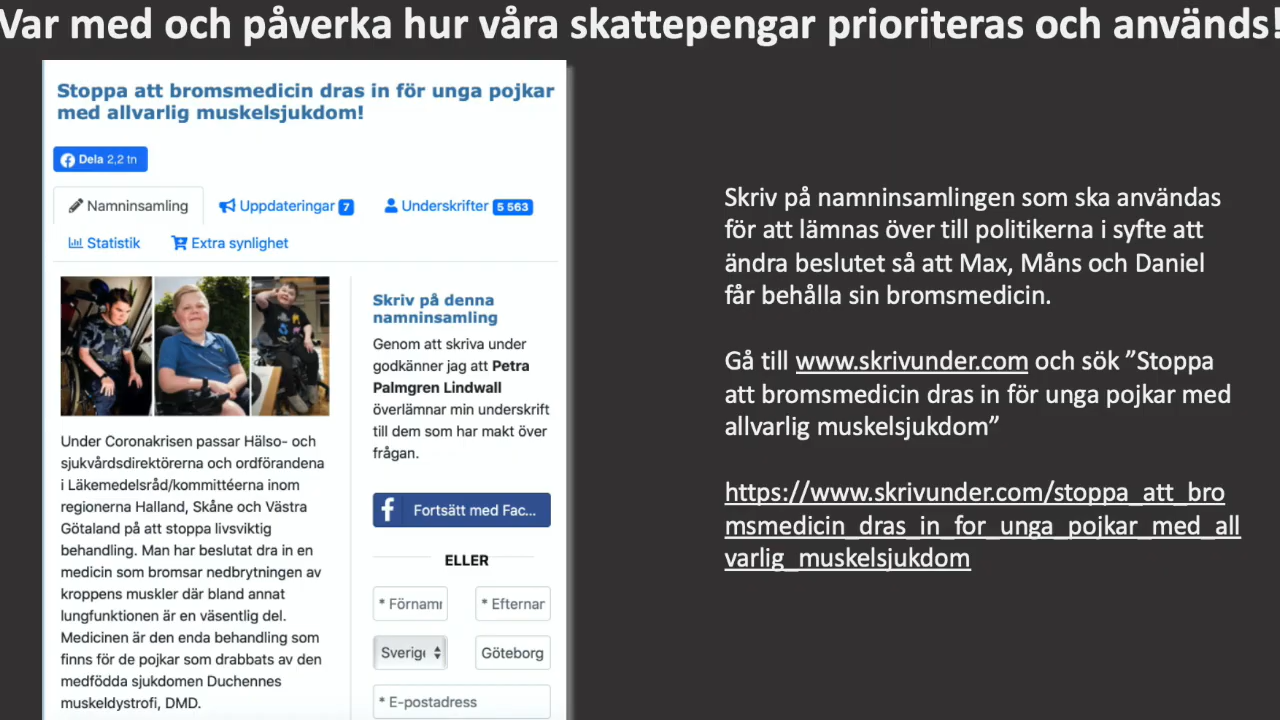 Var med och påverka hur våra skattepengar prioriteras och används!
Stoppa att bromsmedicin dras in för unga pojkar
med allvarlig muskelsjukdom!
Dela 2,2 tn
Namninsamling
Uppdateringar 7
Underskrifter 5 563
Statistik
Extra synlighet
Under Coronakrisen passar Hälso- och
sjukvårdsdirektörerna och ordförandena
i Läkemedelsråd/kommittéerna inom
regionerna Halland, Skåne och Västra
Götaland på att stoppa livsviktig
behandling. Man har beslutat dra in en
medicin som bromsar nedbrytningen av
kroppens muskler där bland annat
lungfunktionen är en väsentlig del.
Medicinen är den enda behandling som
finns för de pojkar som drabbats av den
medfödda sjukdomen Duchennes
muskeldystrofi, DMD.
Skriv på denna
namninsamling
Genom att skriva under
godkänner jag att Petra
Palmgren Lindwall
överlämnar min underskrift
till dem som har makt över
frågan.
Fortsätt med Fac...
ELLER
* Förnamn
* Efternar
Sverige
Göteborg
* E-postadress
Skriv på namninsamlingen som ska användas
för att lämnas över till politikerna i syfte att
ändra beslutet så att Max, Måns och Daniel
får behålla sin bromsmedicin.
Gå till www.skrivunder.com och sök ”Stoppa
att bromsmedicin dras in för unga pojkar med
allvarlig muskelsjukdom”
https://www.skrivunder.com/stoppa_att_bro
msmedicin_dras_in_for_unga_pojkar_med_all
varlig_muskelsjukdom